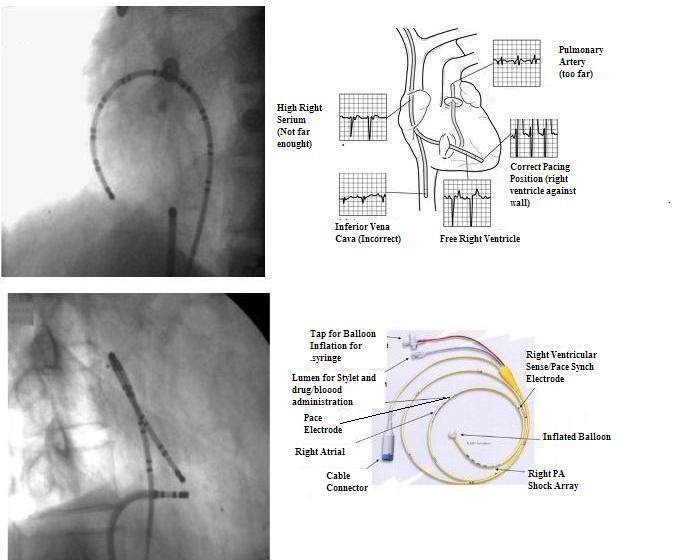 Pulmonary
Artery
(too far)
High Right
Serium
(Not far
enought)
Correct Pacing
Position (right
ventricle against
wall)
Inferior Vena
Cava (Incorrect)
Free Right Ventricle
Tap for Balloon
Inflation for
.syringe
Right Ventricular
Sense/Pace Synch
Electrode
Lumen for Stylet and
drug/bloood
administration
Pace
Electrode
Inflated Balloon
Right Atrial
Cable
Connector
Right PA
Shock Array